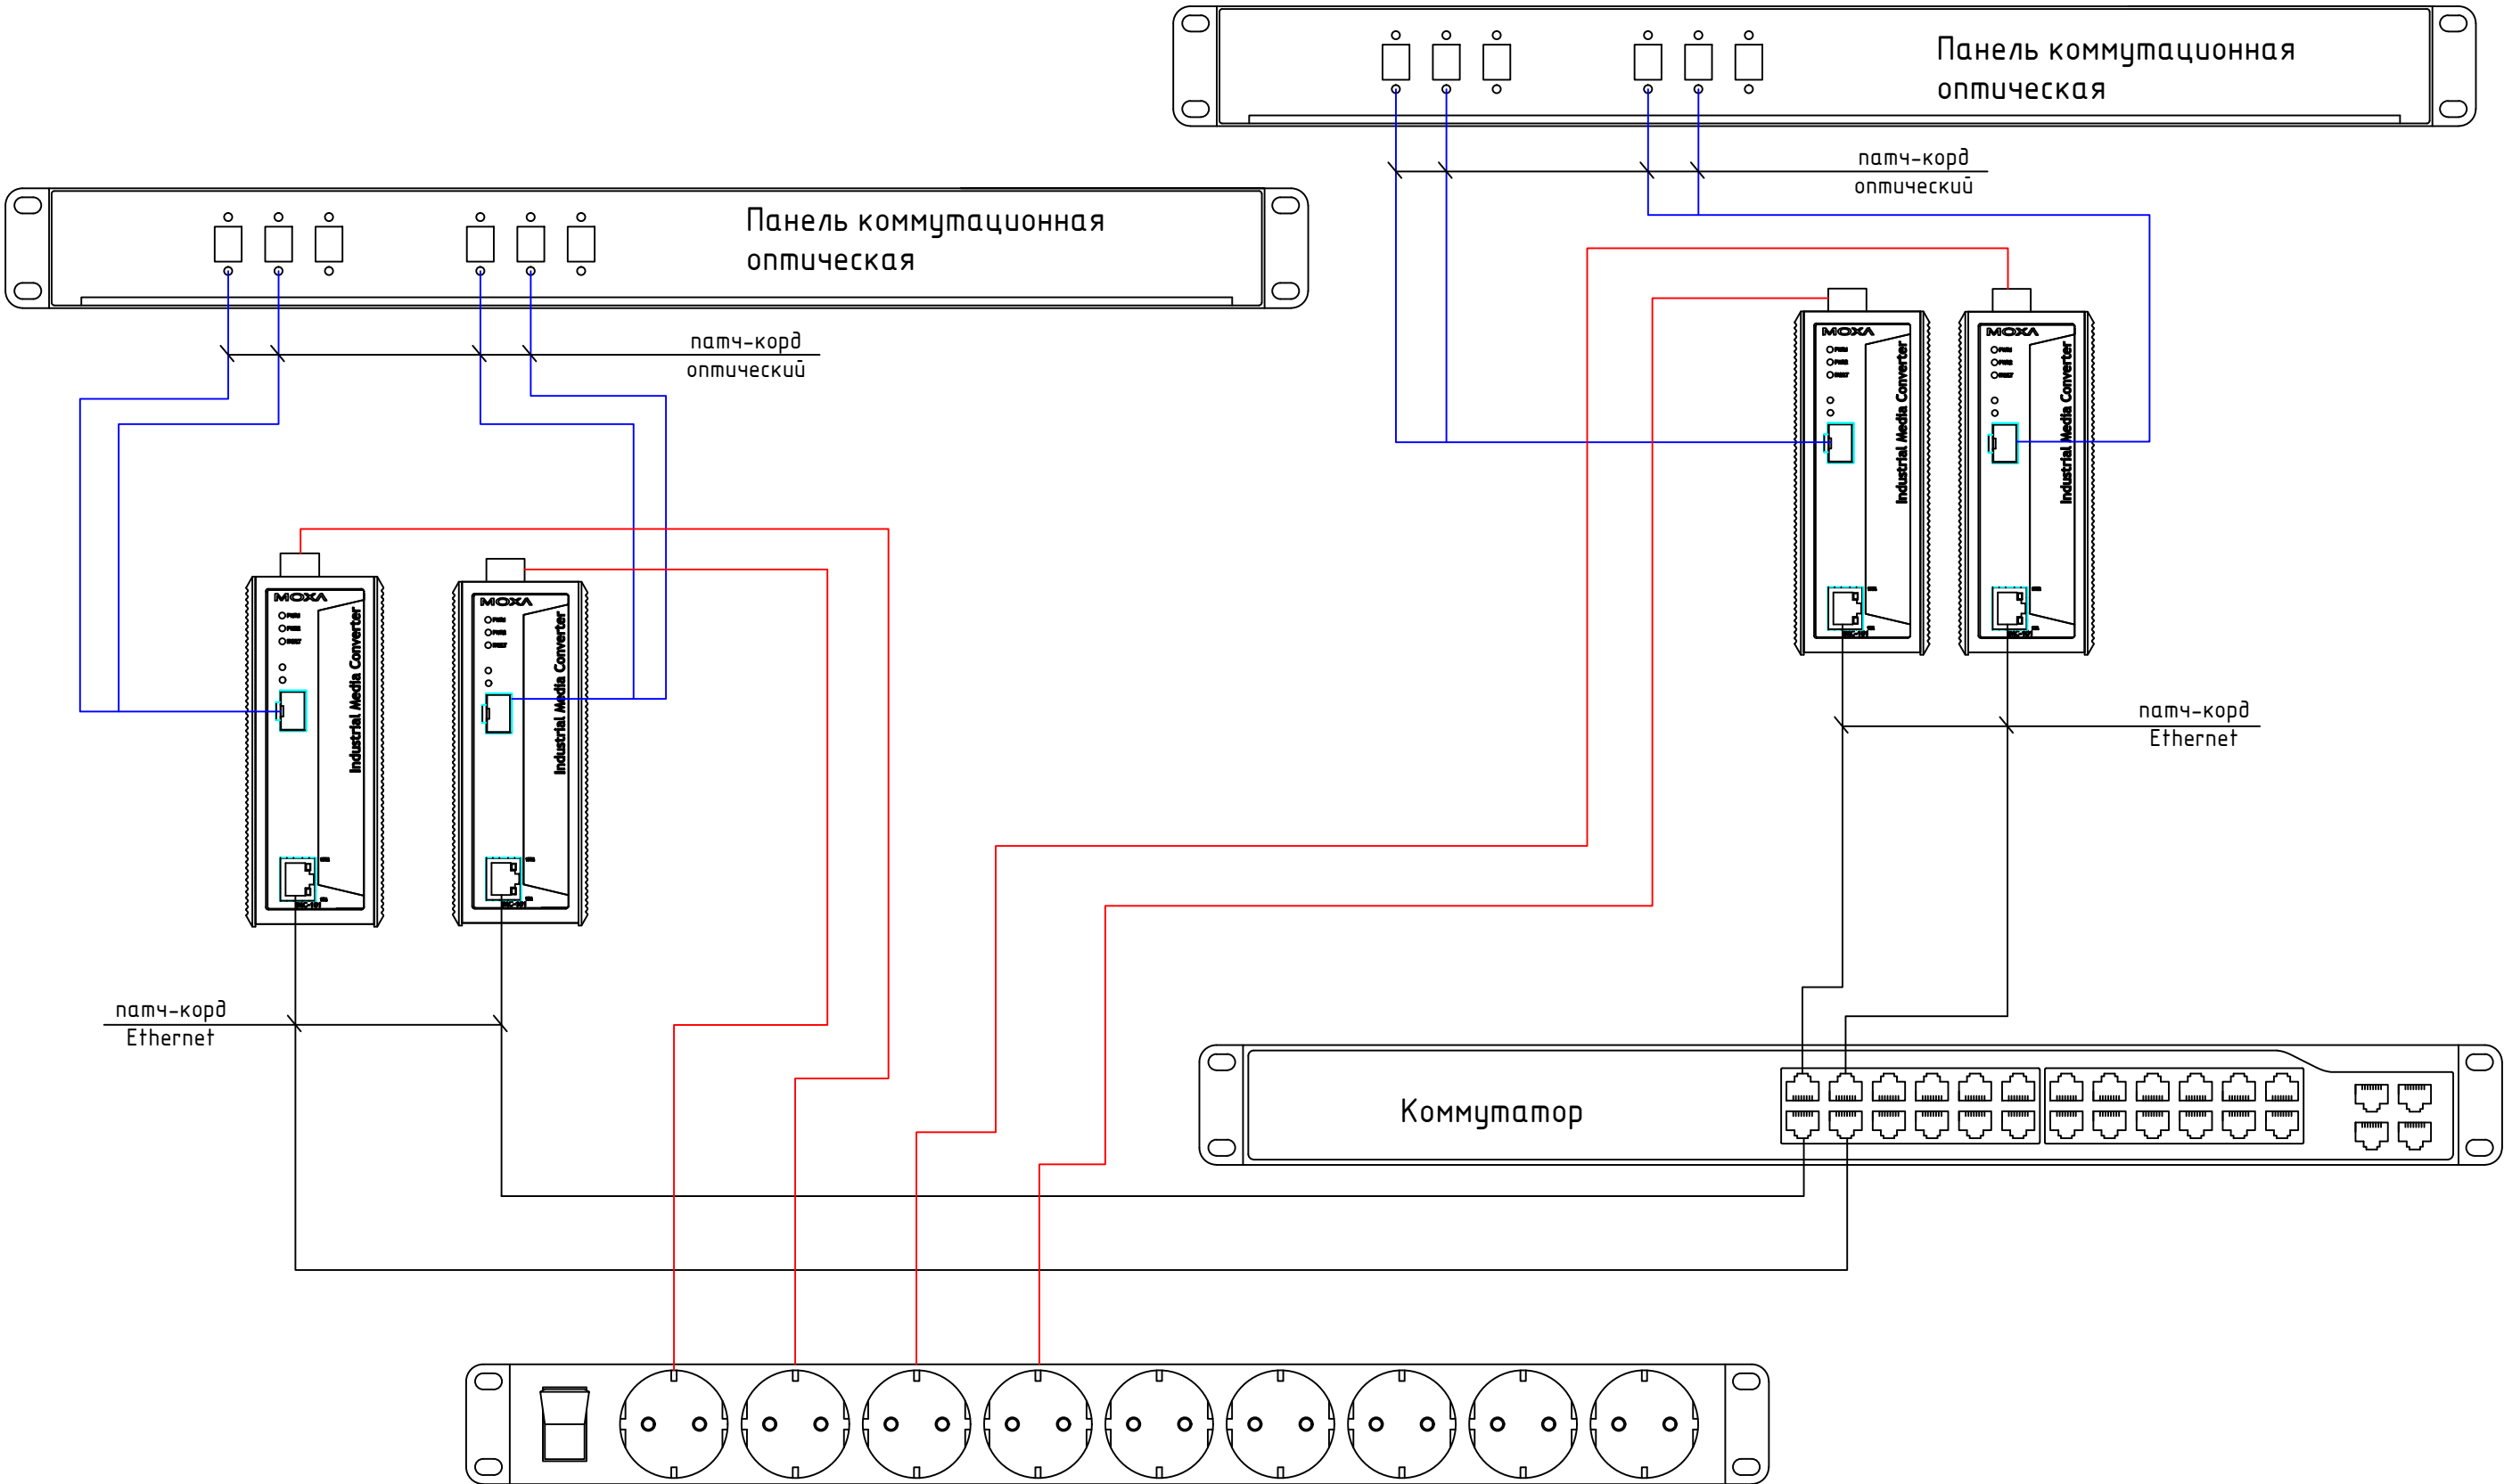 Панель коммутационная
оптическая
патч-корд
оптический
Панель коммутационная
оптическая
патч-корд
оптический
MOXA
Industrial Media Converter
MOXA
Industrial Media Converter
MOXA
Industrial Media Converter
MOXA
Industrial Media Converter
патч-корд
Ethernet
патч-корд
Ethernet
Коммутатор